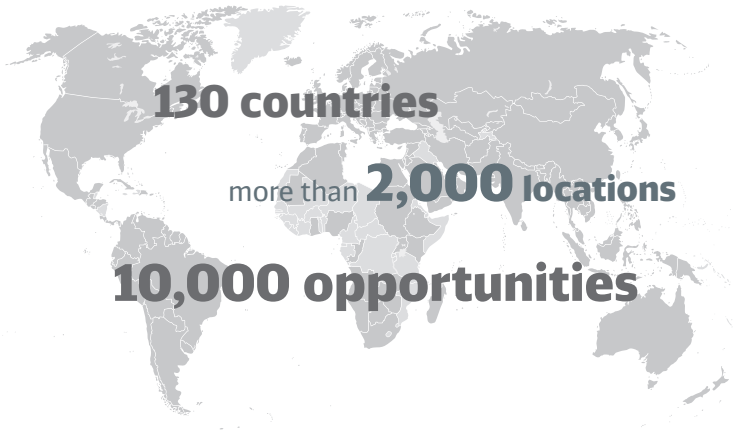 130 countries
more than 2,000 locations
10,000 opportunities